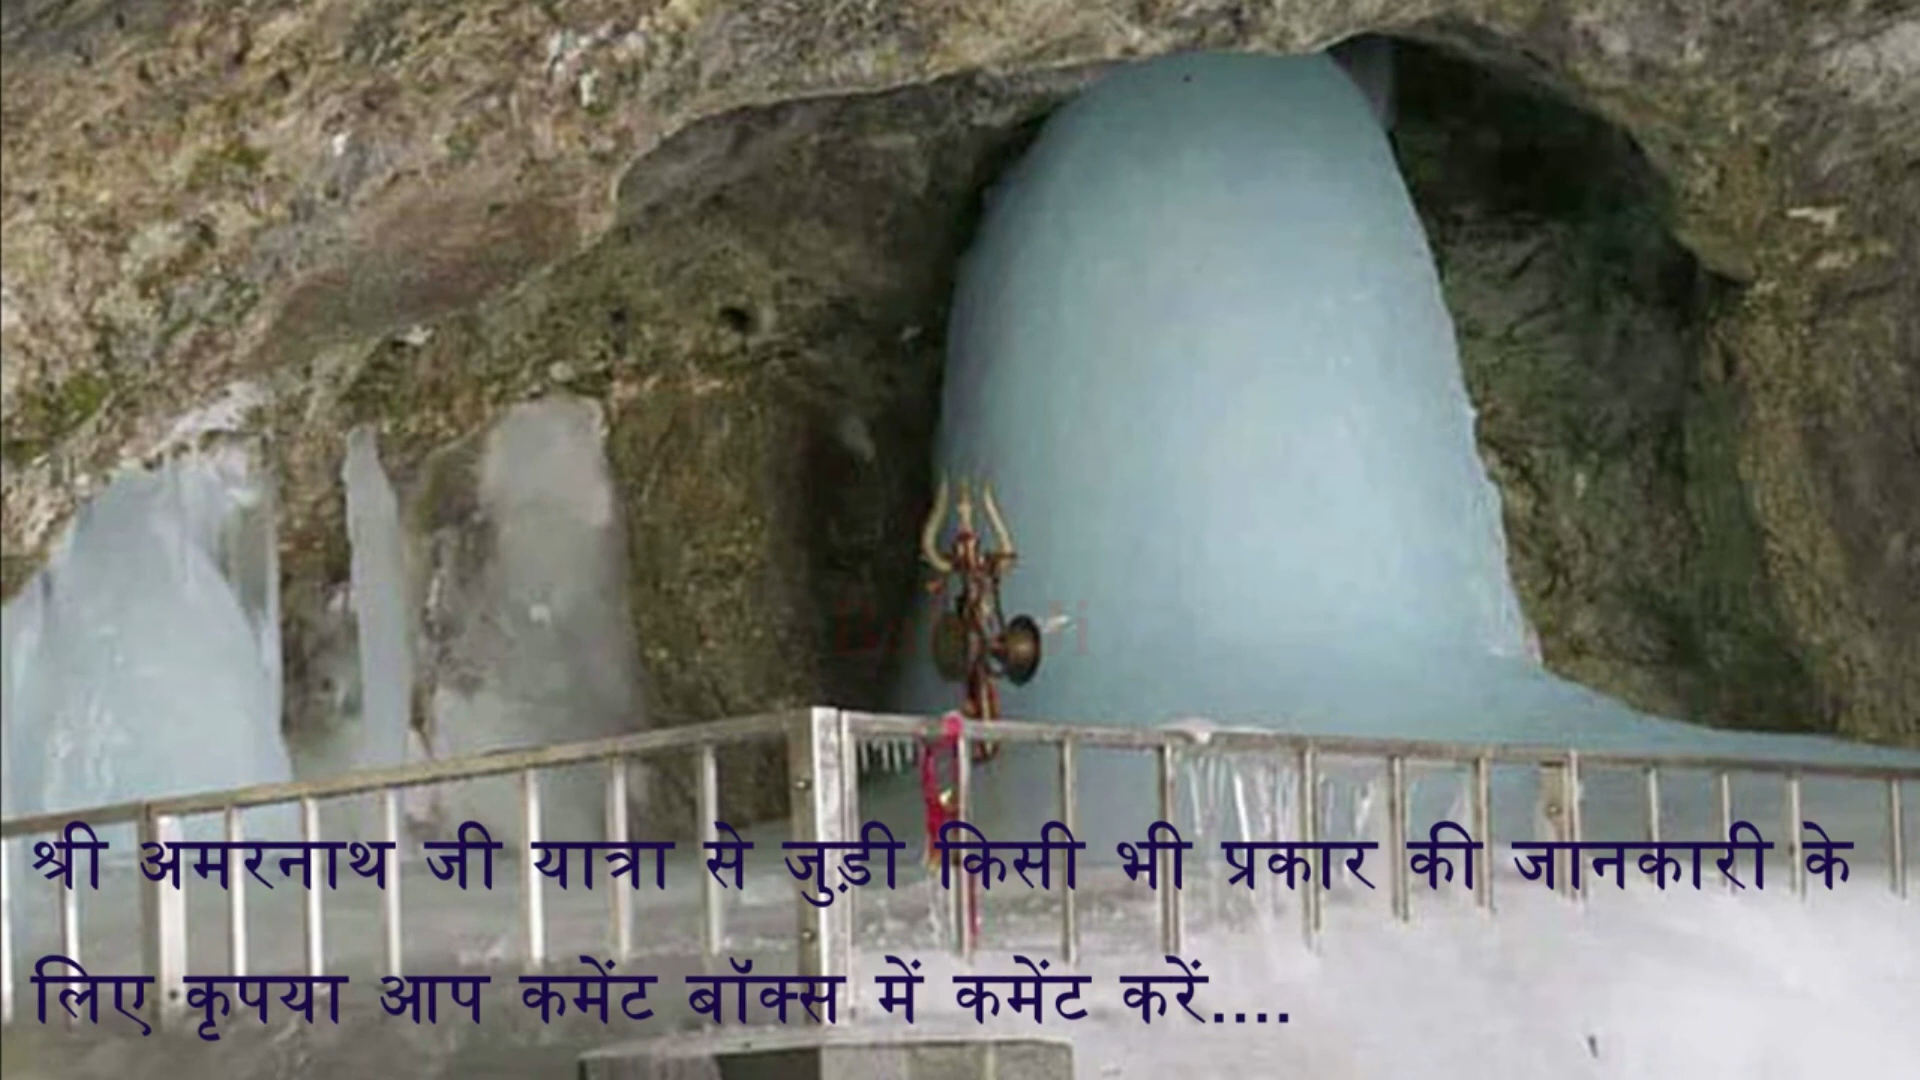 श्री अमरनाथ जी यात्रा से जुड़ी किसी भी प्रकार की जानकारी के
लिए कृपया आप कमेंट बॉक्स में कमेंट करें....